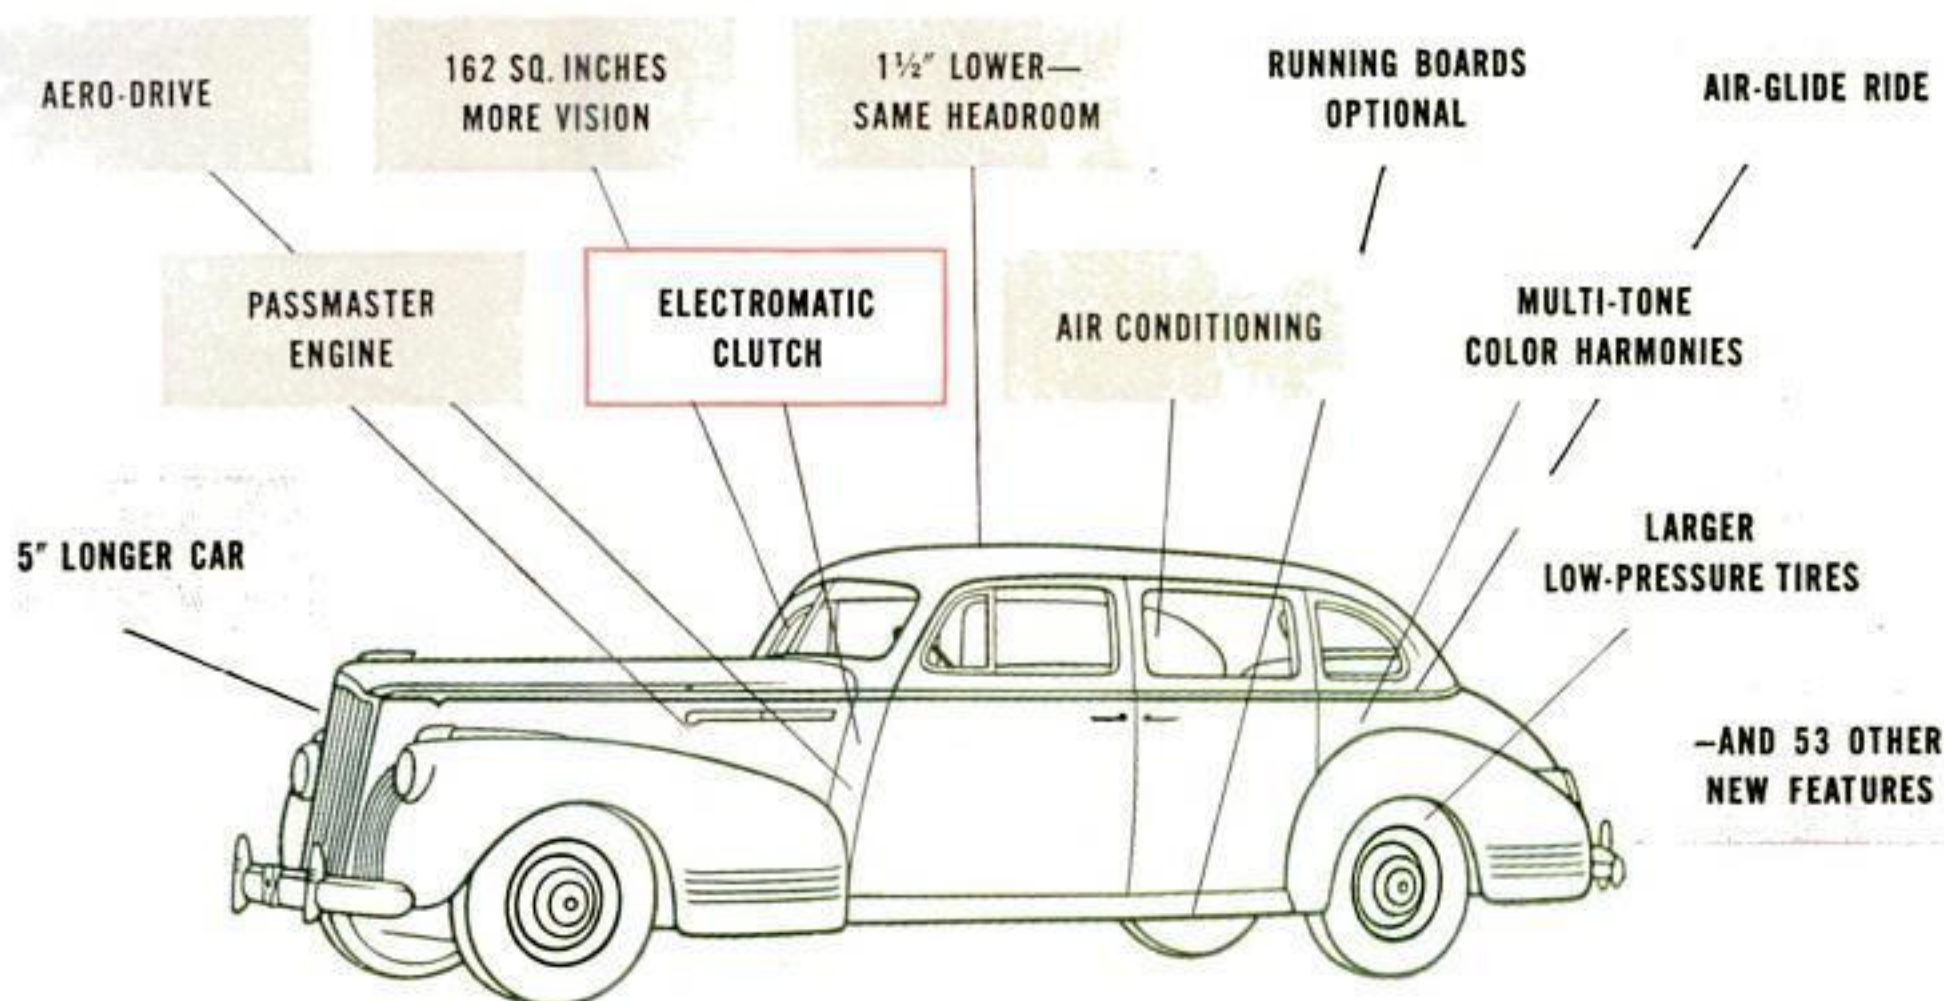 AERO-DRIVE
162 SQ. INCHES
MORE VISION
1½″ LOWER—
SAME HEADROOM
RUNNING BOARDS
OPTIONAL
AIR-GLIDE RIDE
PASSMASTER
ENGINE
ELECTROMATIC
CLUTCH
AIR CONDITIONING
MULTI-TONE
COLOR HARMONIES
5″ LONGER CAR
LARGER
LOW-PRESSURE TIRES
—AND 53 OTHER
NEW FEATURES